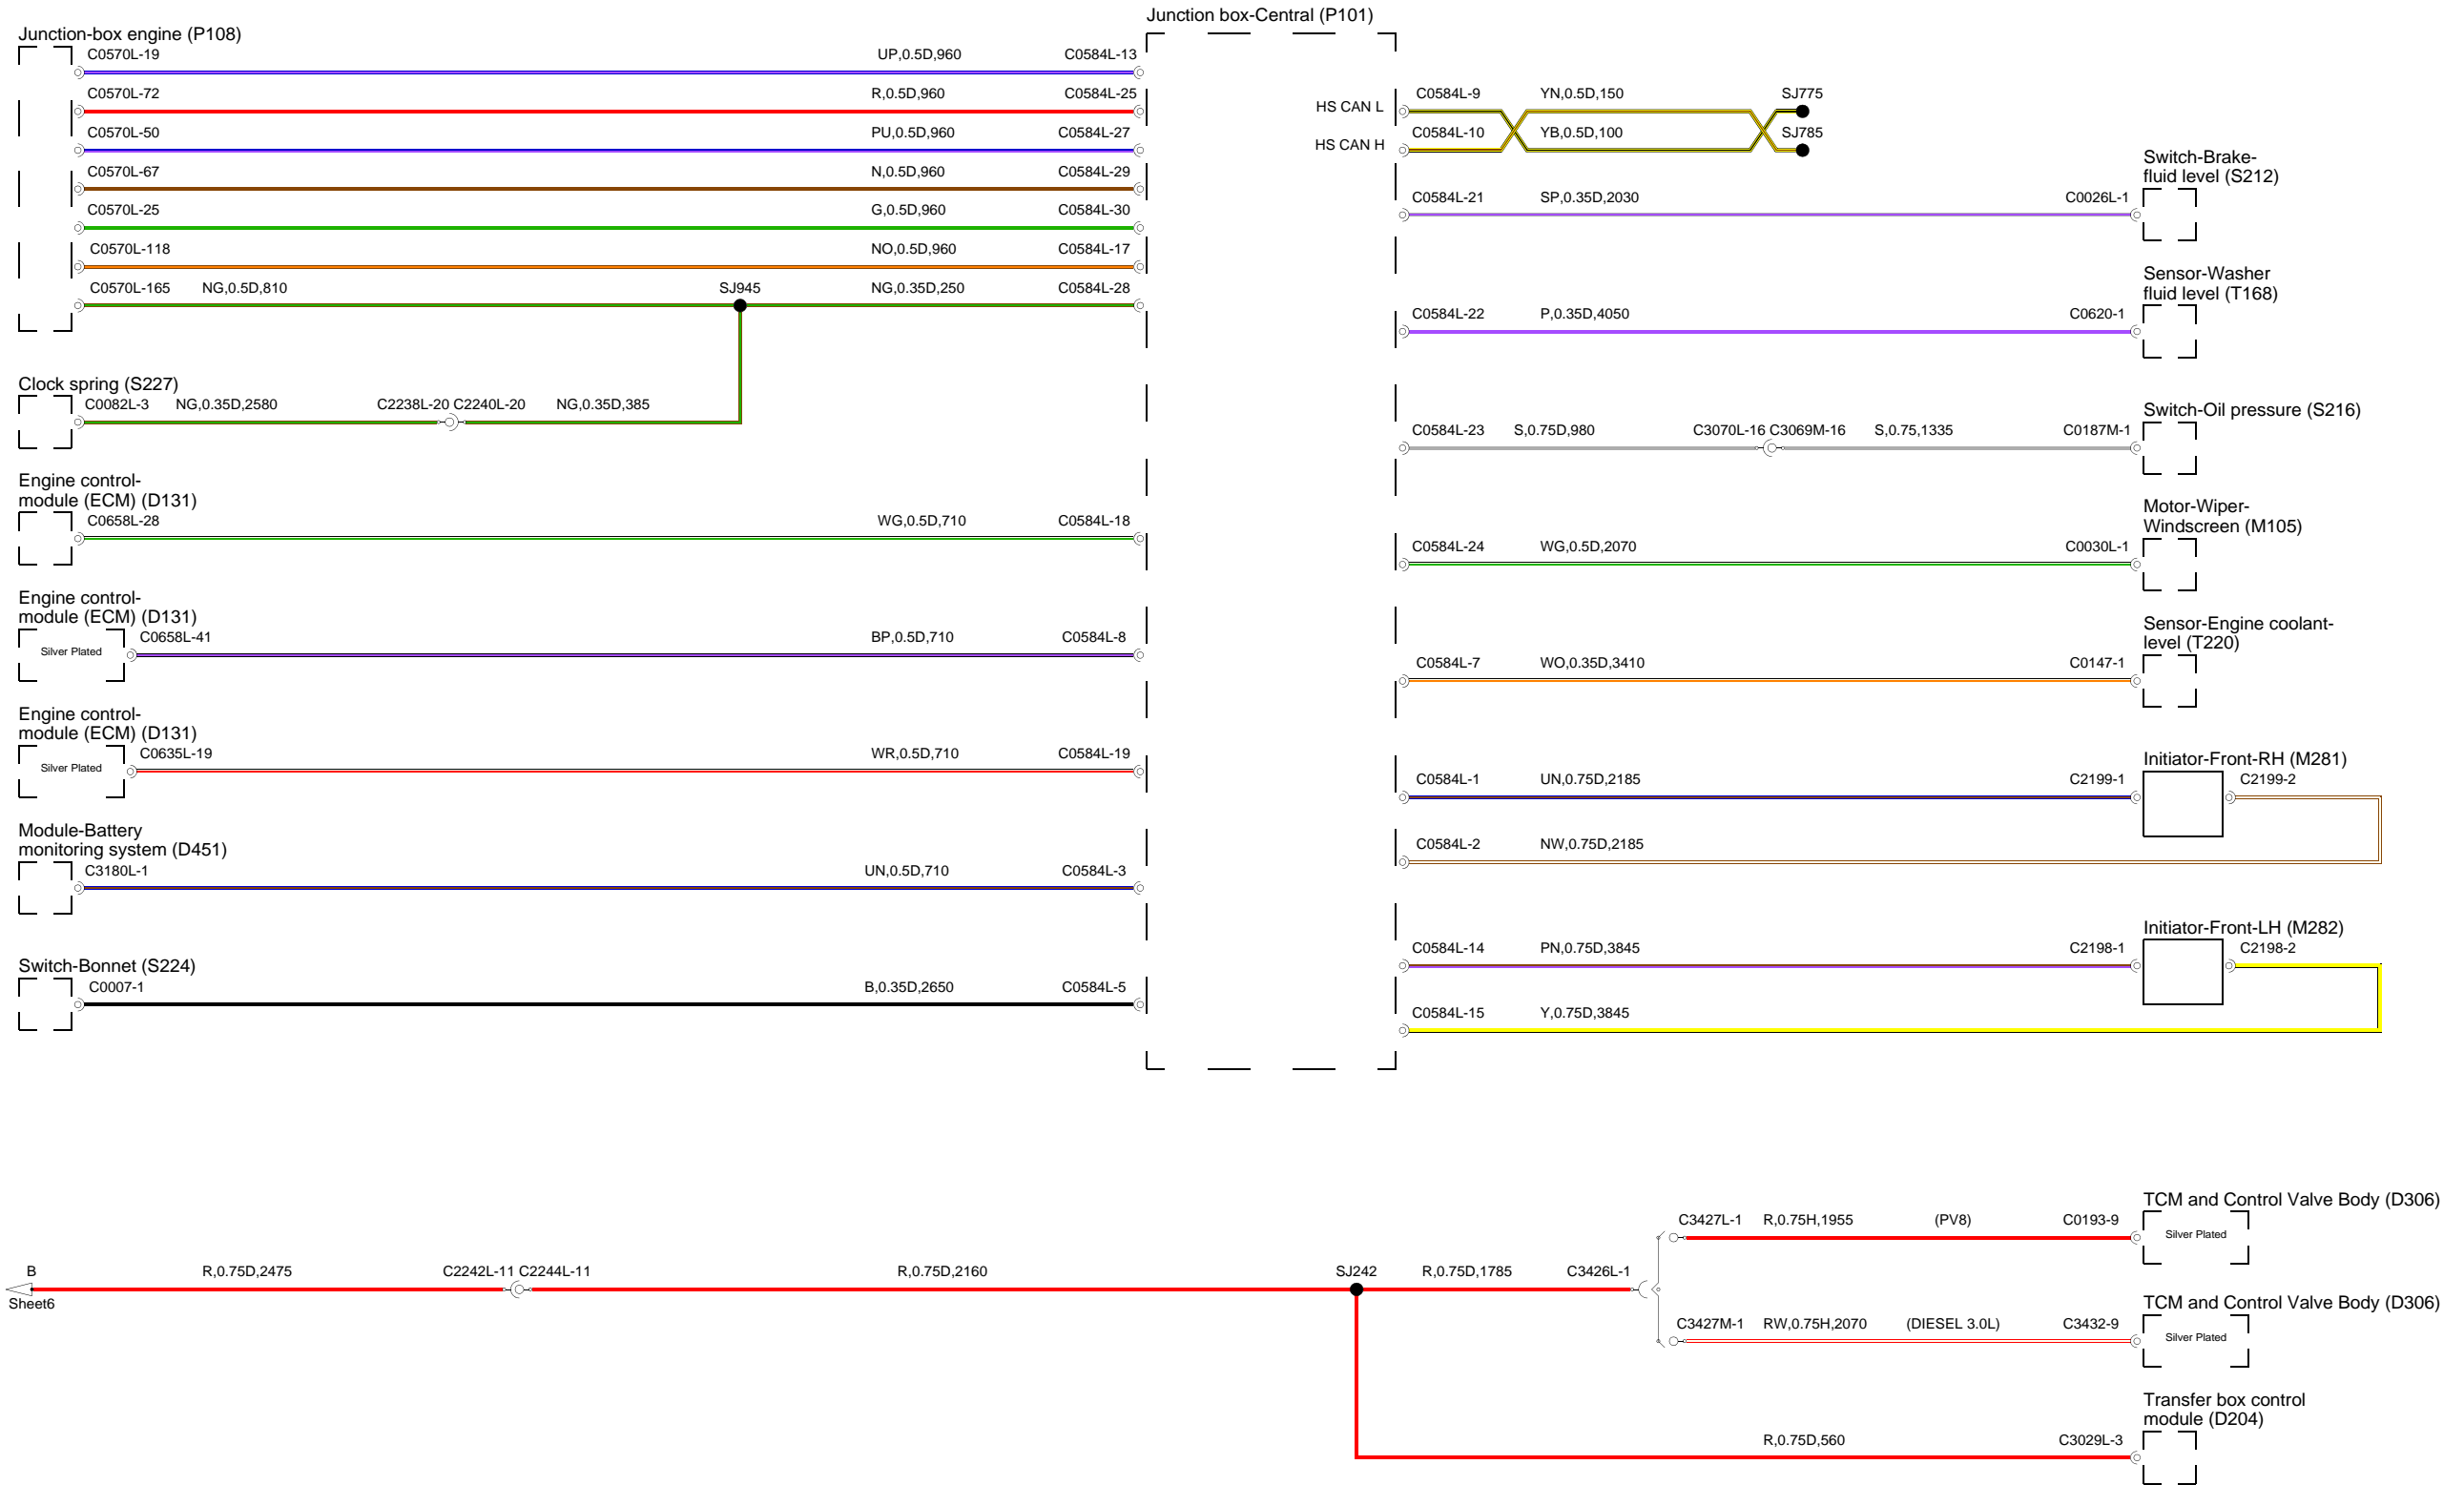 Junction box-Central (P101)
Junction-box engine (P108)
C0570L-19 UP,0.5D,960 C0584L-13
C0570L-72 R,0.5D,960 C0584L-25
C0570L-50 PU,0.5D,960 C0584L-27
C0570L-67 N,0.5D,960 C0584L-29
C0570L-25 G,0.5D,960 C0584L-30
C0570L-118 NO,0.5D,960 C0584L-17
C0570L-165 NG,0.5D,810 SJ945 NG,0.35D,250 C0584L-28
Clock spring (S227)
C0082L-3 NG,0.35D,2580 C2238L-20 C2240L-20 NG,0.35D,385
Engine control-
module (ECM) (D131)
C0658L-28 WG,0.5D,710 C0584L-18
Engine control-
module (ECM) (D131)
Silver Plated C0658L-41 BP,0.5D,710 C0584L-8
Engine control-
module (ECM) (D131)
Silver Plated C0635L-19 WR,0.5D,710 C0584L-19
Module-Battery
monitoring system (D451)
C3180L-1 UN,0.5D,710 C0584L-3
Switch-Bonnet (S224)
C0007-1 B,0.35D,2650 C0584L-5
HS CAN L C0584L-9 YN,0.5D,150 SJ775
HS CAN H C0584L-10 YB,0.5D,100 SJ785
Switch-Brake-
fluid level (S212)
C0584L-21 SP,0.35D,2030 C0026L-1
Sensor-Washer
fluid level (T168)
C0584L-22 P,0.35D,4050 C0620-1
Switch-Oil pressure (S216)
C0584L-23 S,0.75D,980 C3070L-16 C3069M-16 S,0.75,1335 C0187M-1
Motor-Wiper-
Windscreen (M105)
C0584L-24 WG,0.5D,2070 C0030L-1
Sensor-Engine coolant-
level (T220)
C0584L-7 WO,0.35D,3410 C0147-1
Initiator-Front-RH (M281)
C0584L-1 UN,0.75D,2185 C2199-1 C2199-2
C0584L-2 NW,0.75D,2185
Initiator-Front-LH (M282)
C0584L-14 PN,0.75D,3845 C2198-1 C2198-2
C0584L-15 Y,0.75D,3845
TCM and Control Valve Body (D306)
C3427L-1 R,0.75H,1955 (PV8) C0193-9 Silver Plated
B R,0.75D,2475 C2242L-11 C2244L-11 R,0.75D,2160 SJ242 R,0.75D,1785 C3426L-1
Sheet6
TCM and Control Valve Body (D306)
C3427M-1 RW,0.75H,2070 (DIESEL 3.0L) C3432-9 Silver Plated
Transfer box control
module (D204)
R,0.75D,560 C3029L-3